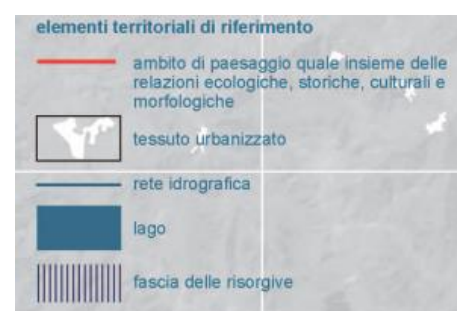 elementi territoriali di riferimento
ambito di paesaggio quale insieme delle
relazioni ecologiche, storiche, culturali e
morfologiche
tessuto urbanizzato
rete idrografica
lago
fascia delle risorgive